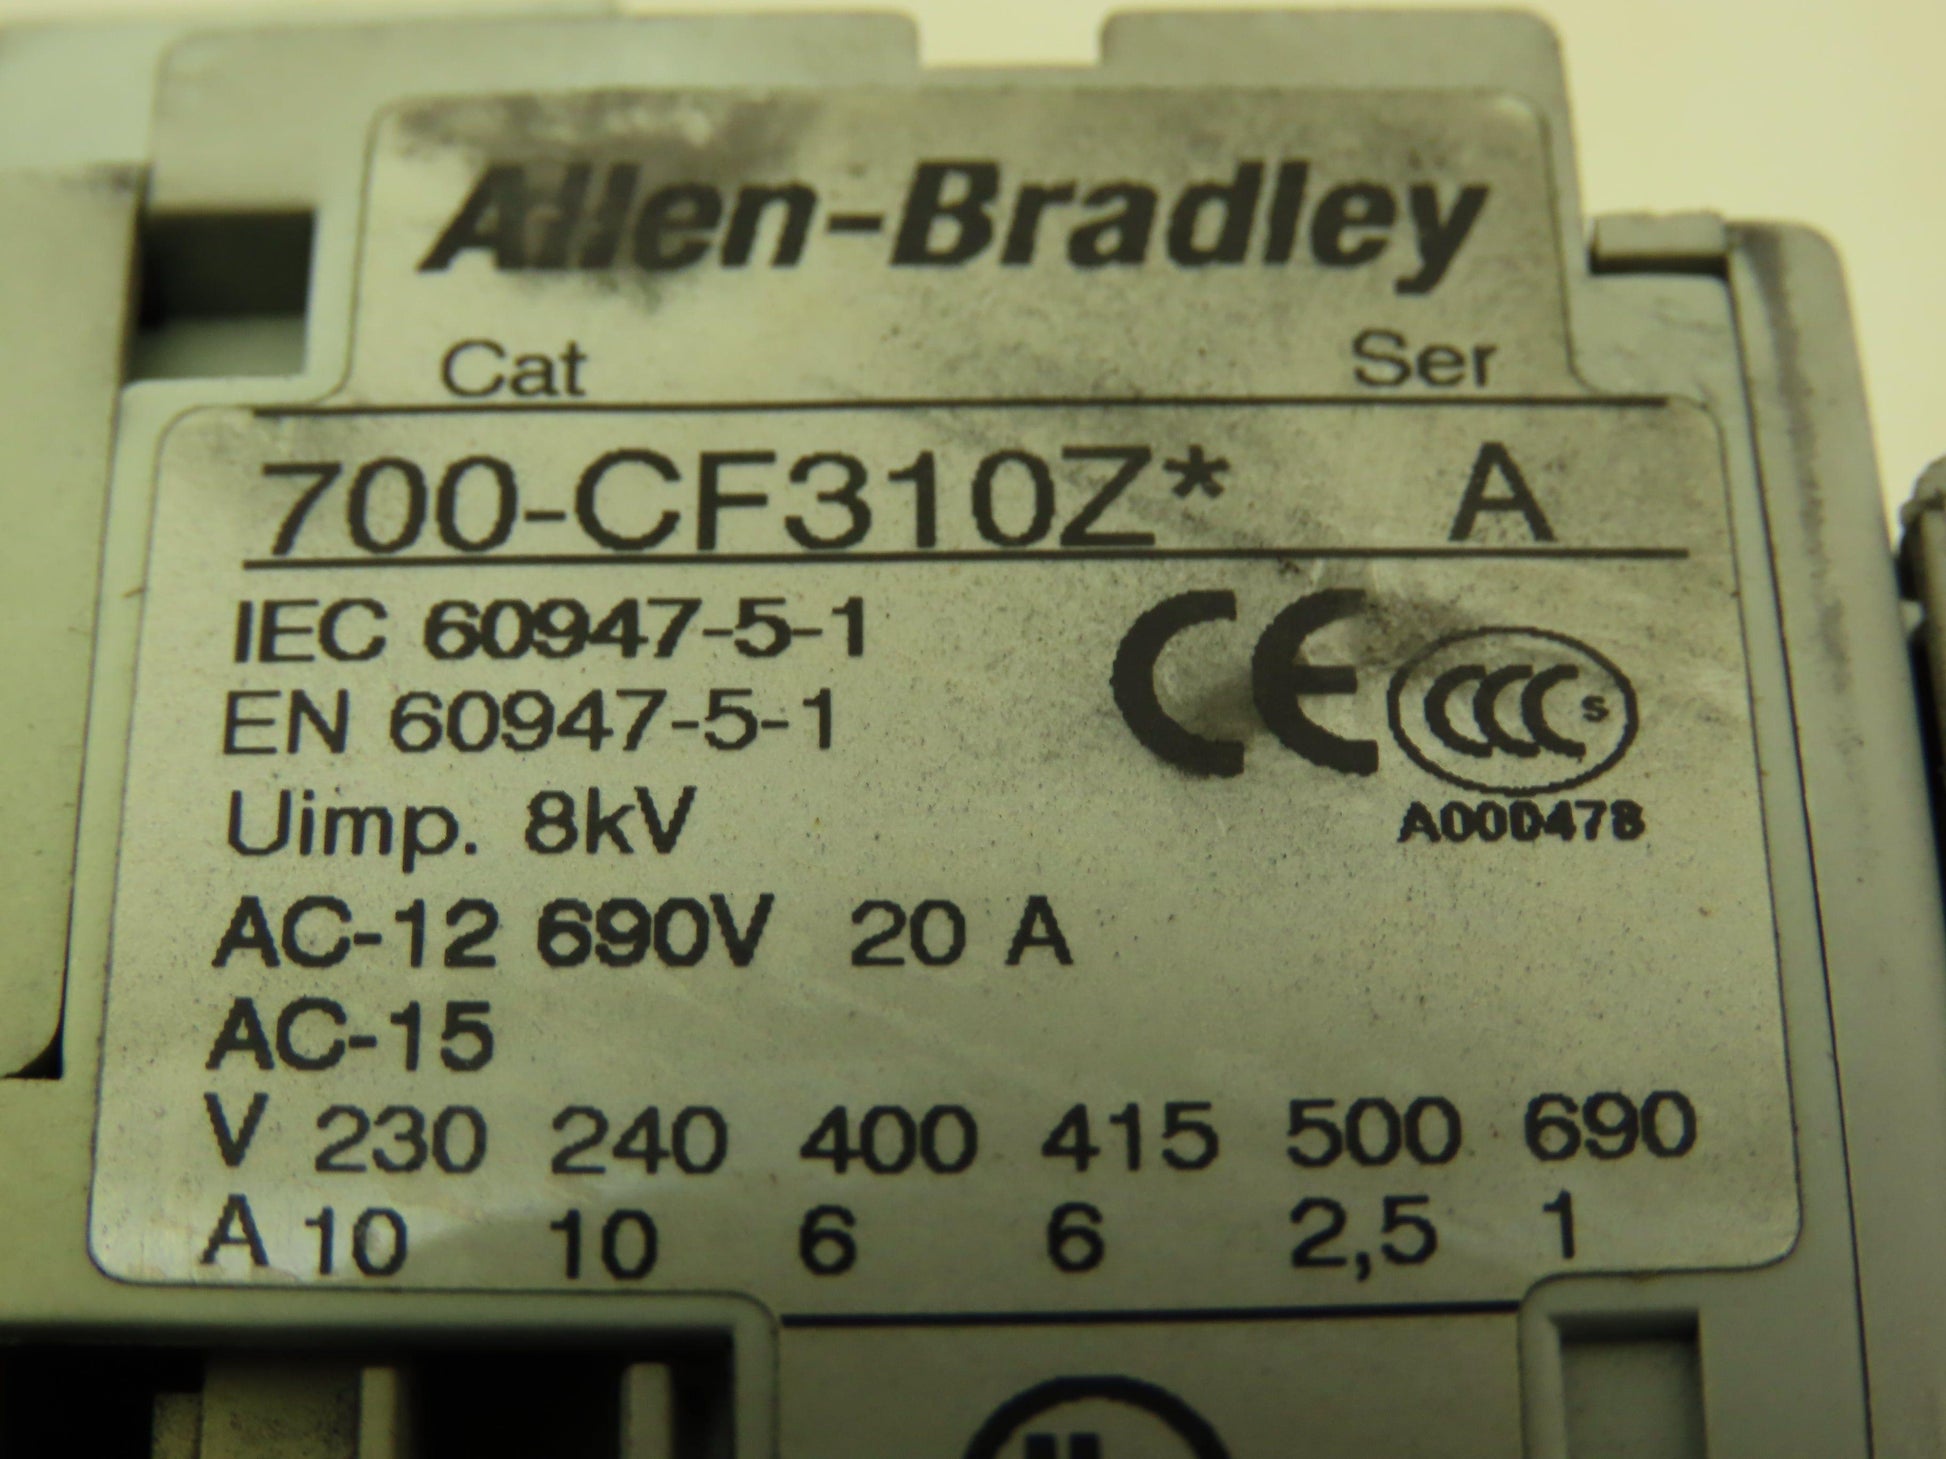 Allen-Bradley
Cat Ser
700-CF310Z* A
IEC 60947-5-1
EN 60947-5-1
CE CCC S
A000478
Uimp. 8kV
AC-12 690V 20 A
AC-15
V 230 240 400 415 500 690
A 10 10 6 6 2,5 1